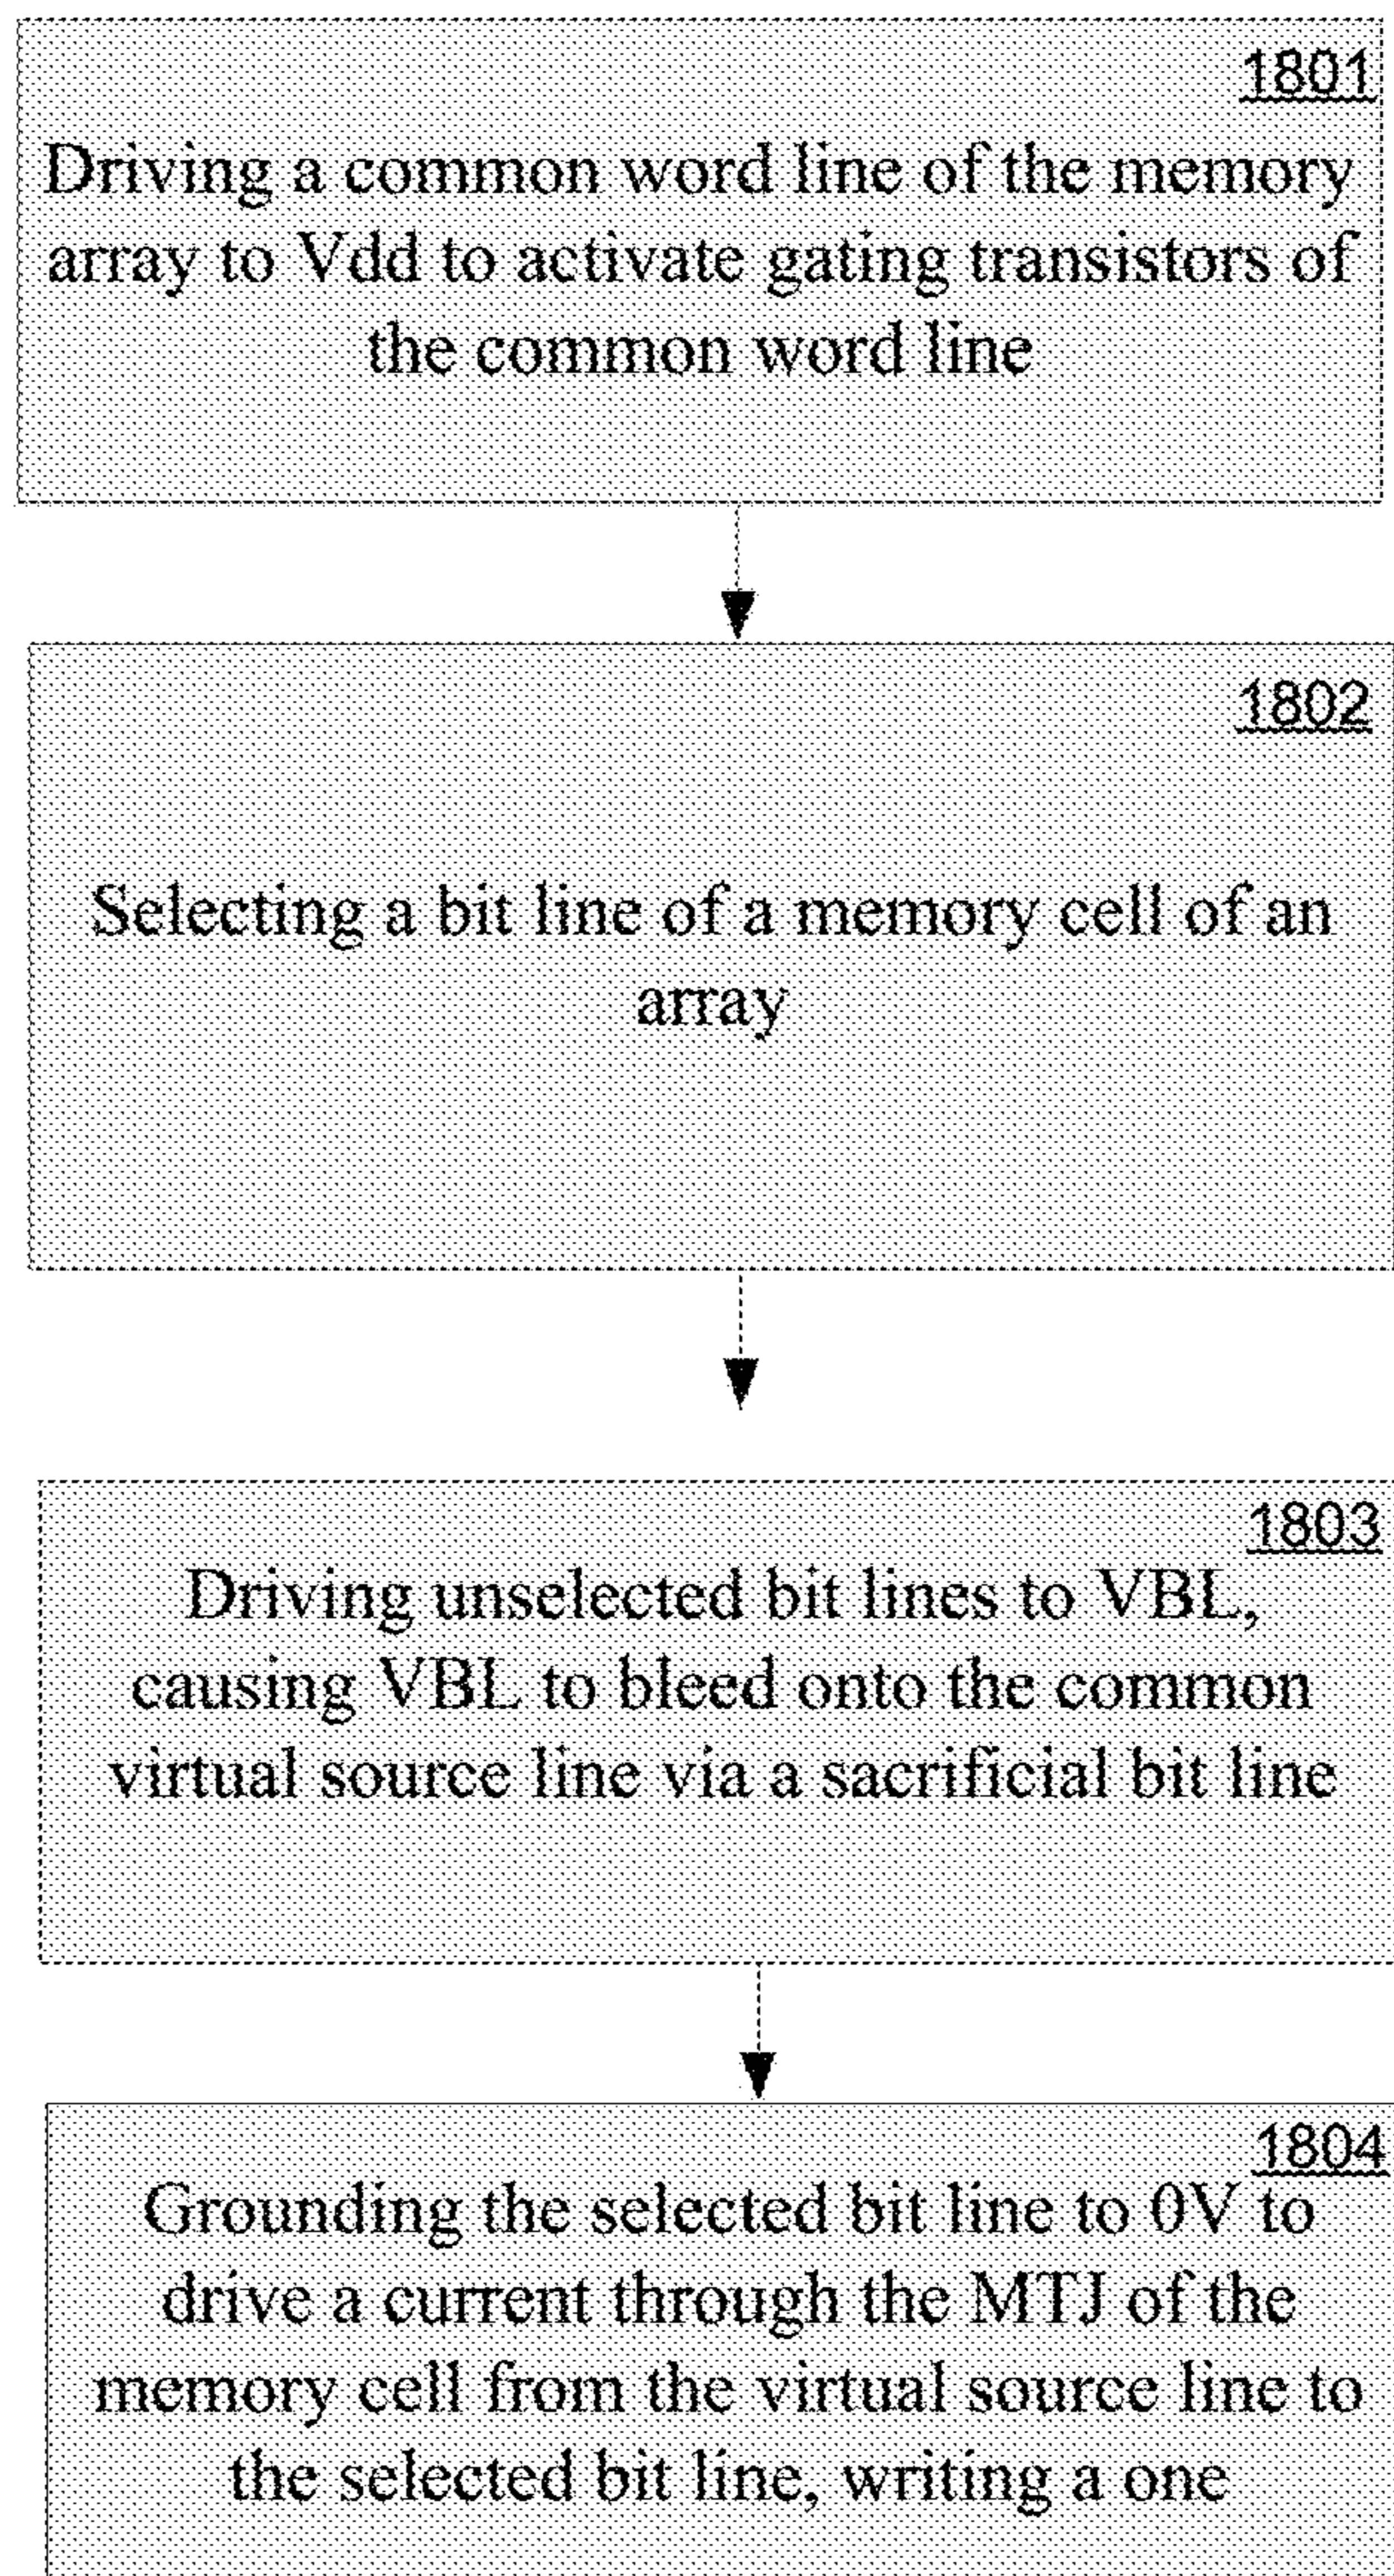 1801
Driving a common word line of the memory
array to Vdd to activate gating transistors of
the common word line
1802
Selecting a bit line of a memory cell of an
array
1803
Driving unselected bit lines to VBL,
causing VBL to bleed onto the common
virtual source line via a sacrificial bit line
1804
Grounding the selected bit line to 0V to
drive a current through the MTJ of the
memory cell from the virtual source line to
the selected bit line, writing a one